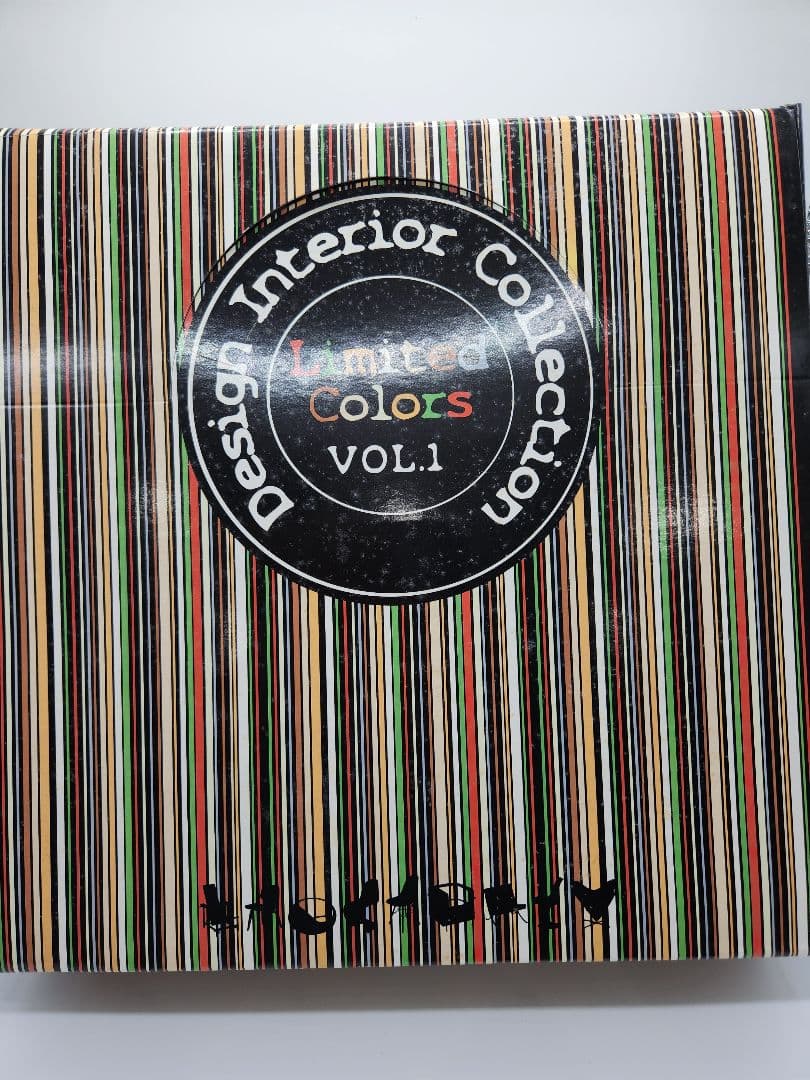 Design Interior Collection
Limited
Colors
VOL.1